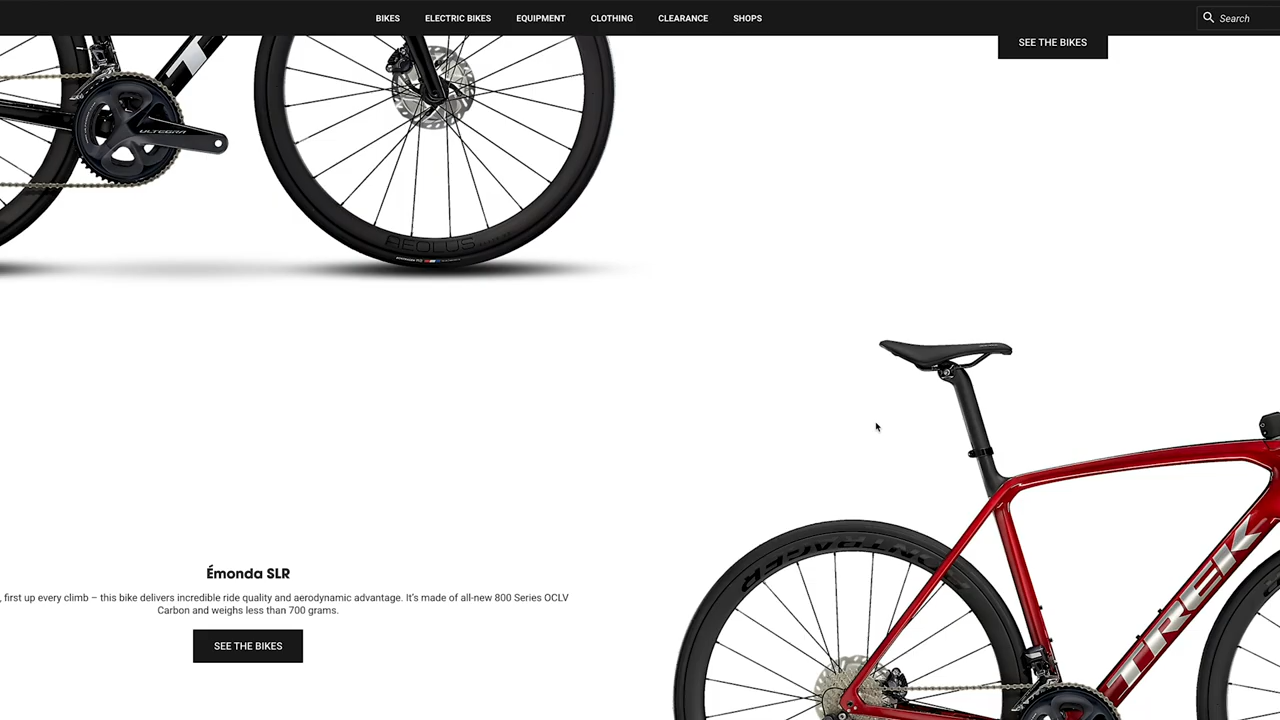 BIKES
ELECTRIC BIKES
EQUIPMENT
CLOTHING
CLEARANCE
SHOPS
Search
SEE THE BIKES
ULTEGRA
AEOLUS
Émonda SLR
, first up every climb – this bike delivers incredible ride quality and aerodynamic advantage. It’s made of all-new 800 Series OCLV
Carbon and weighs less than 700 grams.
SEE THE BIKES
ONTRAGER
TREK